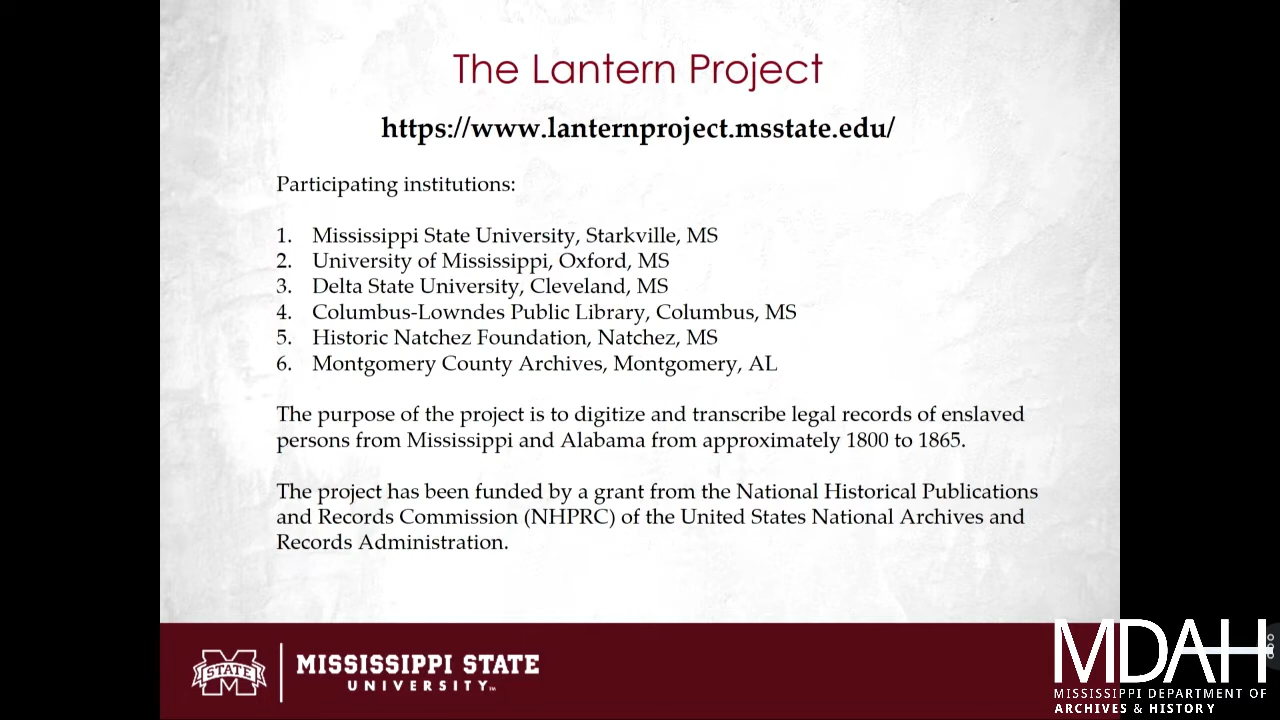 The Lantern Project
https://www.lanternproject.msstate.edu/
Participating institutions:
1. Mississippi State University, Starkville, MS
2. University of Mississippi, Oxford, MS
3. Delta State University, Cleveland, MS
4. Columbus-Lowndes Public Library, Columbus, MS
5. Historic Natchez Foundation, Natchez, MS
6. Montgomery County Archives, Montgomery, AL
The purpose of the project is to digitize and transcribe legal records of enslaved
persons from Mississippi and Alabama from approximately 1800 to 1865.
The project has been funded by a grant from the National Historical Publications
and Records Commission (NHPRC) of the United States National Archives and
Records Administration.
STATE
MISSISSIPPI STATE
UNIVERSITY™
MDAH
MISSISSIPPI DEPARTMENT OF
ARCHIVES & HISTORY